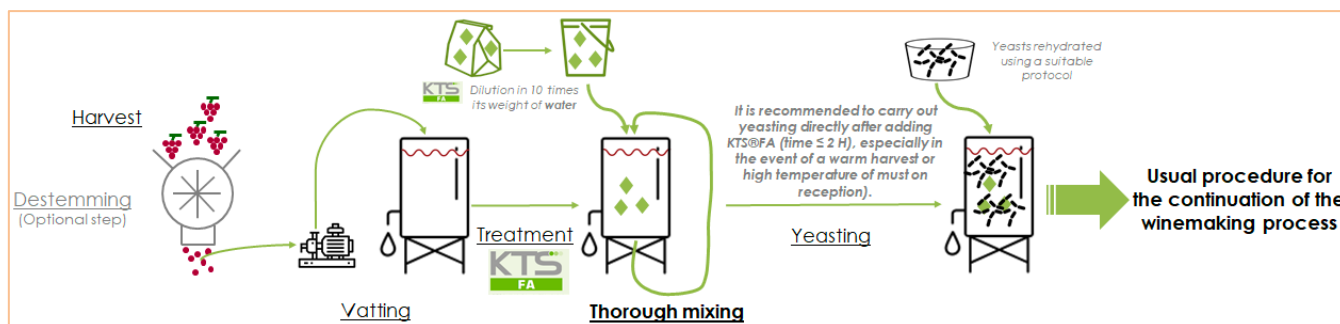 Harvest
Destemming
(Optional step)
Vatting
KTS
FA
Dilution in 10 times
its weight of water
Treatment
KTS
FA
Thorough mixing
It is recommended to carry out
yeasting directly after adding
KTS®FA (time ≤ 2 H), especially in
the event of a warm harvest or
high temperature of must on
reception).
Yeasting
Yeasts rehydrated
using a suitable
protocol
Usual procedure for
the continuation of the
winemaking process